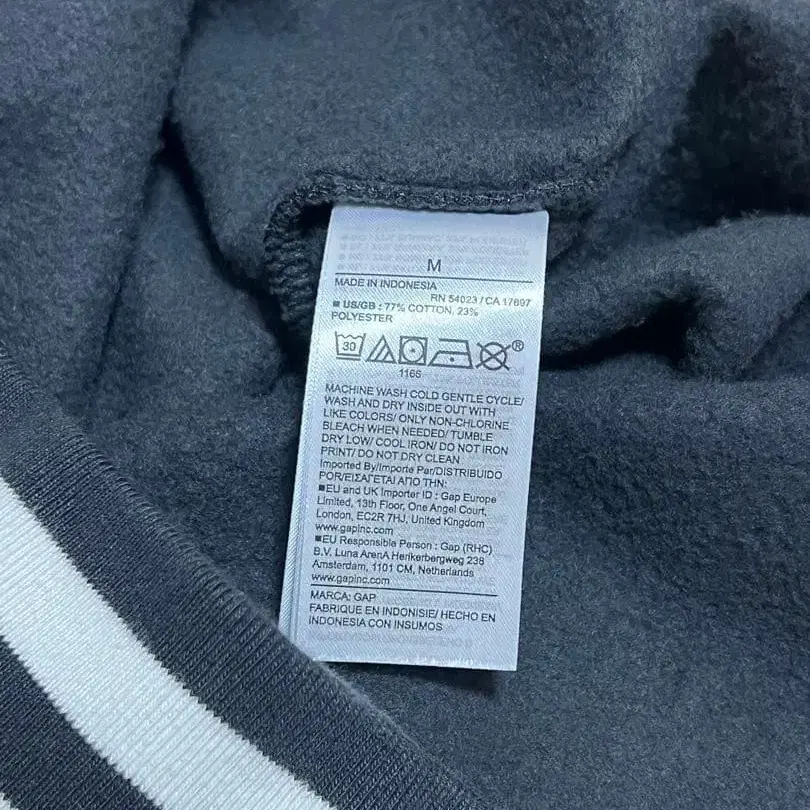 M
MADE IN INDONESIA
RN 54023 / CA 17897
US/GB : 77% COTTON, 23%
POLYESTER
30
®
1166
MACHINE WASH COLD GENTLE CYCLE/
WASH AND DRY INSIDE OUT WITH
LIKE COLORS/ ONLY NON-CHLORINE
BLEACH WHEN NEEDED/ TUMBLE
DRY LOW/ COOL IRON/ DO NOT IRON
PRINT/ DO NOT DRY CLEAN
Imported By/Importe Par/DISTRIBUIDO
POR/ΕΙΣΑΓΕΤΑΙ ΑΠΟ ΤΗΝ:
EU and UK Importer ID : Gap Europe
Limited, 13th Floor, One Angel Court,
London, EC2R 7HJ, United Kingdom
www.gapinc.com
EU Responsible Person : Gap (RHC)
B.V. Luna ArenA Herikerbergweg 238
Amsterdam, 1101 CM, Netherlands
www.gapinc.com
MARCA: GAP
FABRIQUE EN INDONISIE/ HECHO EN
INDONESIA CON INSUMOS